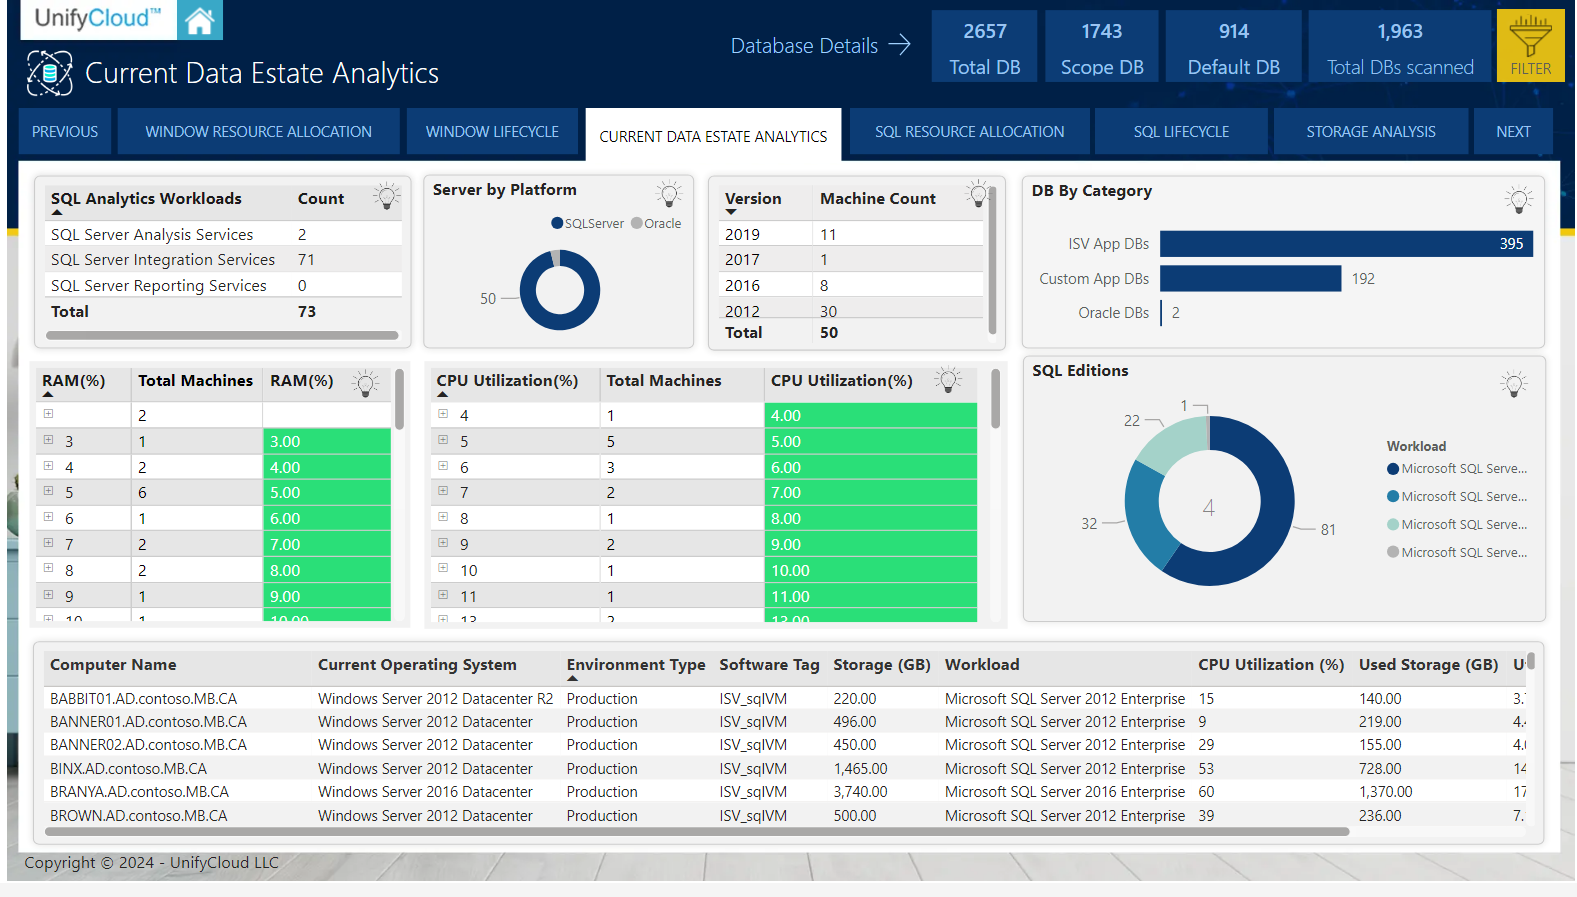 UnifyCloud™
Current Data Estate Analytics
Database Details
2657
Total DB
1743
Scope DB
914
Default DB
1,963
Total DBs scanned
FILTER
PREVIOUS
WINDOW RESOURCE ALLOCATION
WINDOW LIFECYCLE
CURRENT DATA ESTATE ANALYTICS
SQL RESOURCE ALLOCATION
SQL LIFECYCLE
STORAGE ANALYSIS
NEXT
SQL Analytics Workloads Count
SQL Server Analysis Services 2
SQL Server Integration Services 71
SQL Server Reporting Services 0
Total 73
Server by Platform
SQLServer Oracle
50
Version Machine Count
2019 11
2017 1
2016 8
2012 30
Total 50
DB By Category
ISV App DBs 395
Custom App DBs 192
Oracle DBs 2
RAM(%) Total Machines RAM(%)
2
3 1 3.00
4 2 4.00
5 6 5.00
6 1 6.00
7 2 7.00
8 2 8.00
9 1 9.00
10 1 10.00
CPU Utilization(%) Total Machines CPU Utilization(%)
4 1 4.00
5 5 5.00
6 3 6.00
7 2 7.00
8 1 8.00
9 2 9.00
10 1 10.00
11 1 11.00
13 2 13.00
SQL Editions
1
22
32
4
81
Workload
Microsoft SQL Serve...
Microsoft SQL Serve...
Microsoft SQL Serve...
Microsoft SQL Serve...
Computer Name Current Operating System Environment Type Software Tag Storage (GB) Workload CPU Utilization (%) Used Storage (GB) U
BABBIT01.AD.contoso.MB.CA Windows Server 2012 Datacenter R2 Production ISV_sqlVM 220.00 Microsoft SQL Server 2012 Enterprise 15 140.00 3.
BANNER01.AD.contoso.MB.CA Windows Server 2012 Datacenter Production ISV_sqlVM 496.00 Microsoft SQL Server 2012 Enterprise 9 219.00 4.
BANNER02.AD.contoso.MB.CA Windows Server 2012 Datacenter Production ISV_sqlVM 450.00 Microsoft SQL Server 2012 Enterprise 29 155.00 4.
BINX.AD.contoso.MB.CA Windows Server 2012 Datacenter Production ISV_sqlVM 1,465.00 Microsoft SQL Server 2012 Enterprise 53 728.00 14
BRANYA.AD.contoso.MB.CA Windows Server 2016 Datacenter Production ISV_sqlVM 3,740.00 Microsoft SQL Server 2016 Enterprise 60 1,370.00 17
BROWN.AD.contoso.MB.CA Windows Server 2012 Datacenter Production ISV_sqlVM 500.00 Microsoft SQL Server 2012 Enterprise 39 236.00 7.
Copyright © 2024 - UnifyCloud LLC